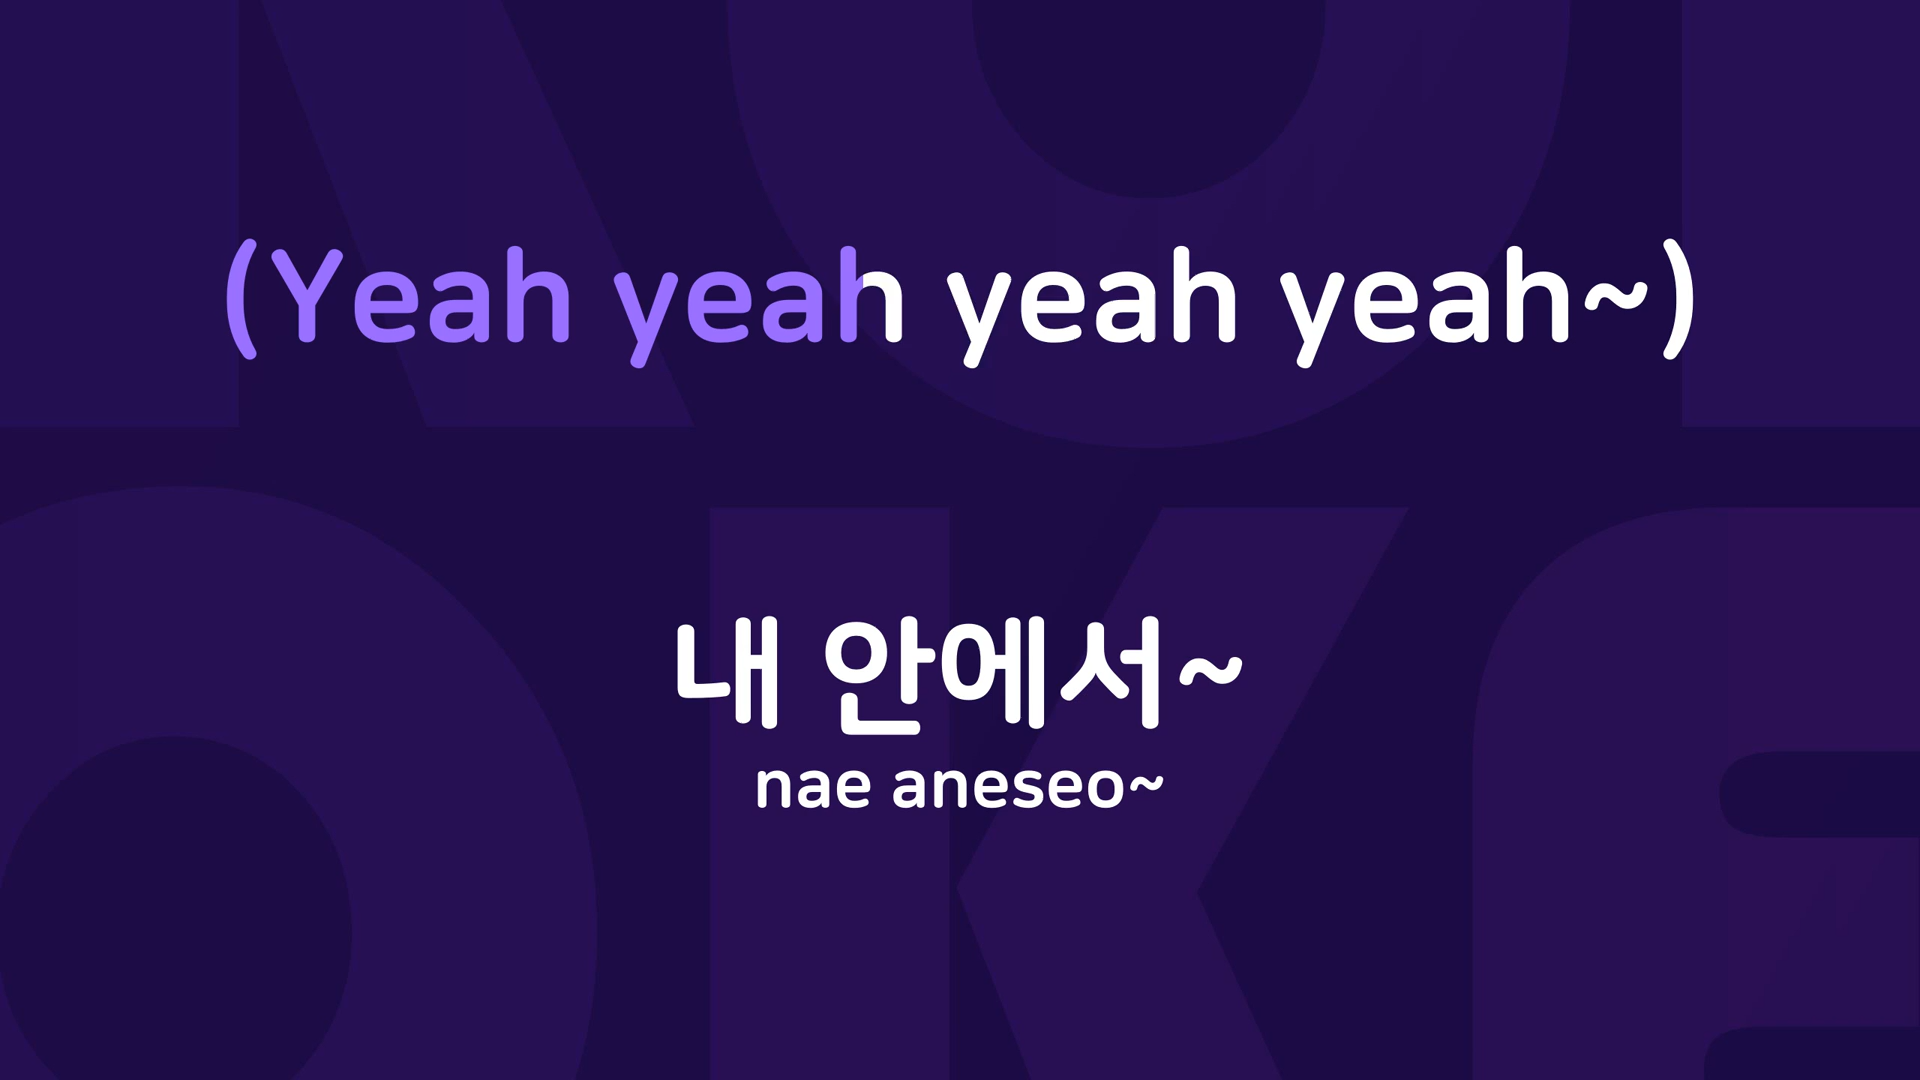 (Yeah yeah yeah yeah~)
내 안에서~
nae aneseo~